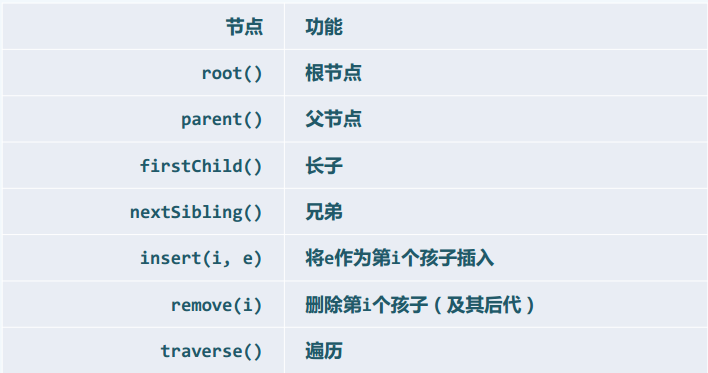 节点 功能
root() 根节点
parent() 父节点
firstChild() 长子
nextSibling() 兄弟
insert(i, e) 将e作为第i个孩子插入
remove(i) 删除第i个孩子（及其后代）
traverse() 遍历